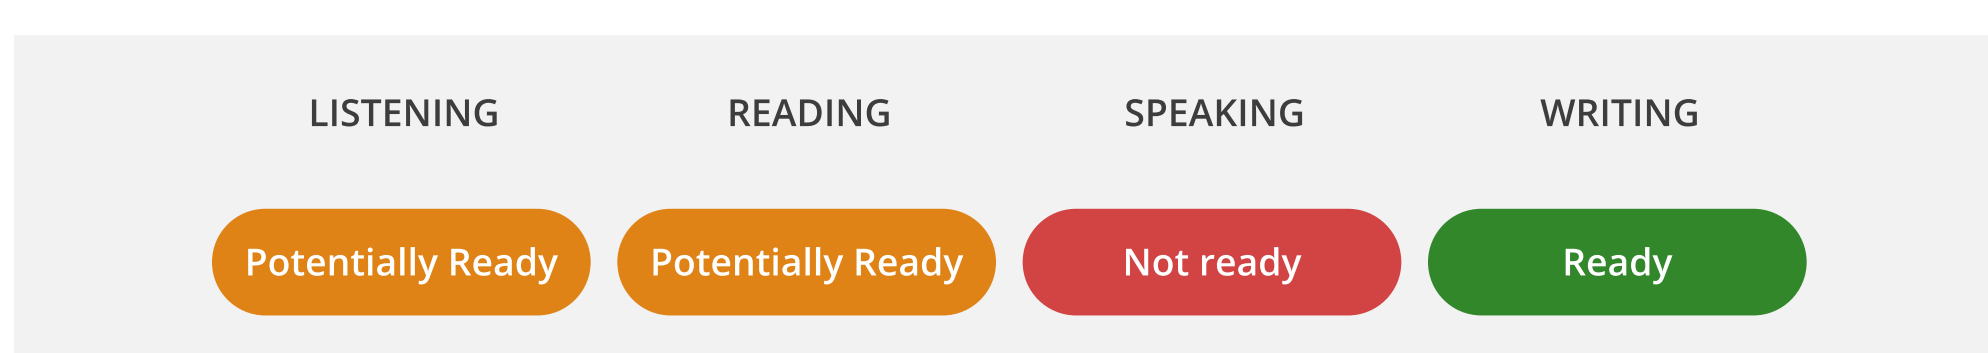 LISTENING READING SPEAKING WRITING
Potentially Ready Potentially Ready Not ready Ready